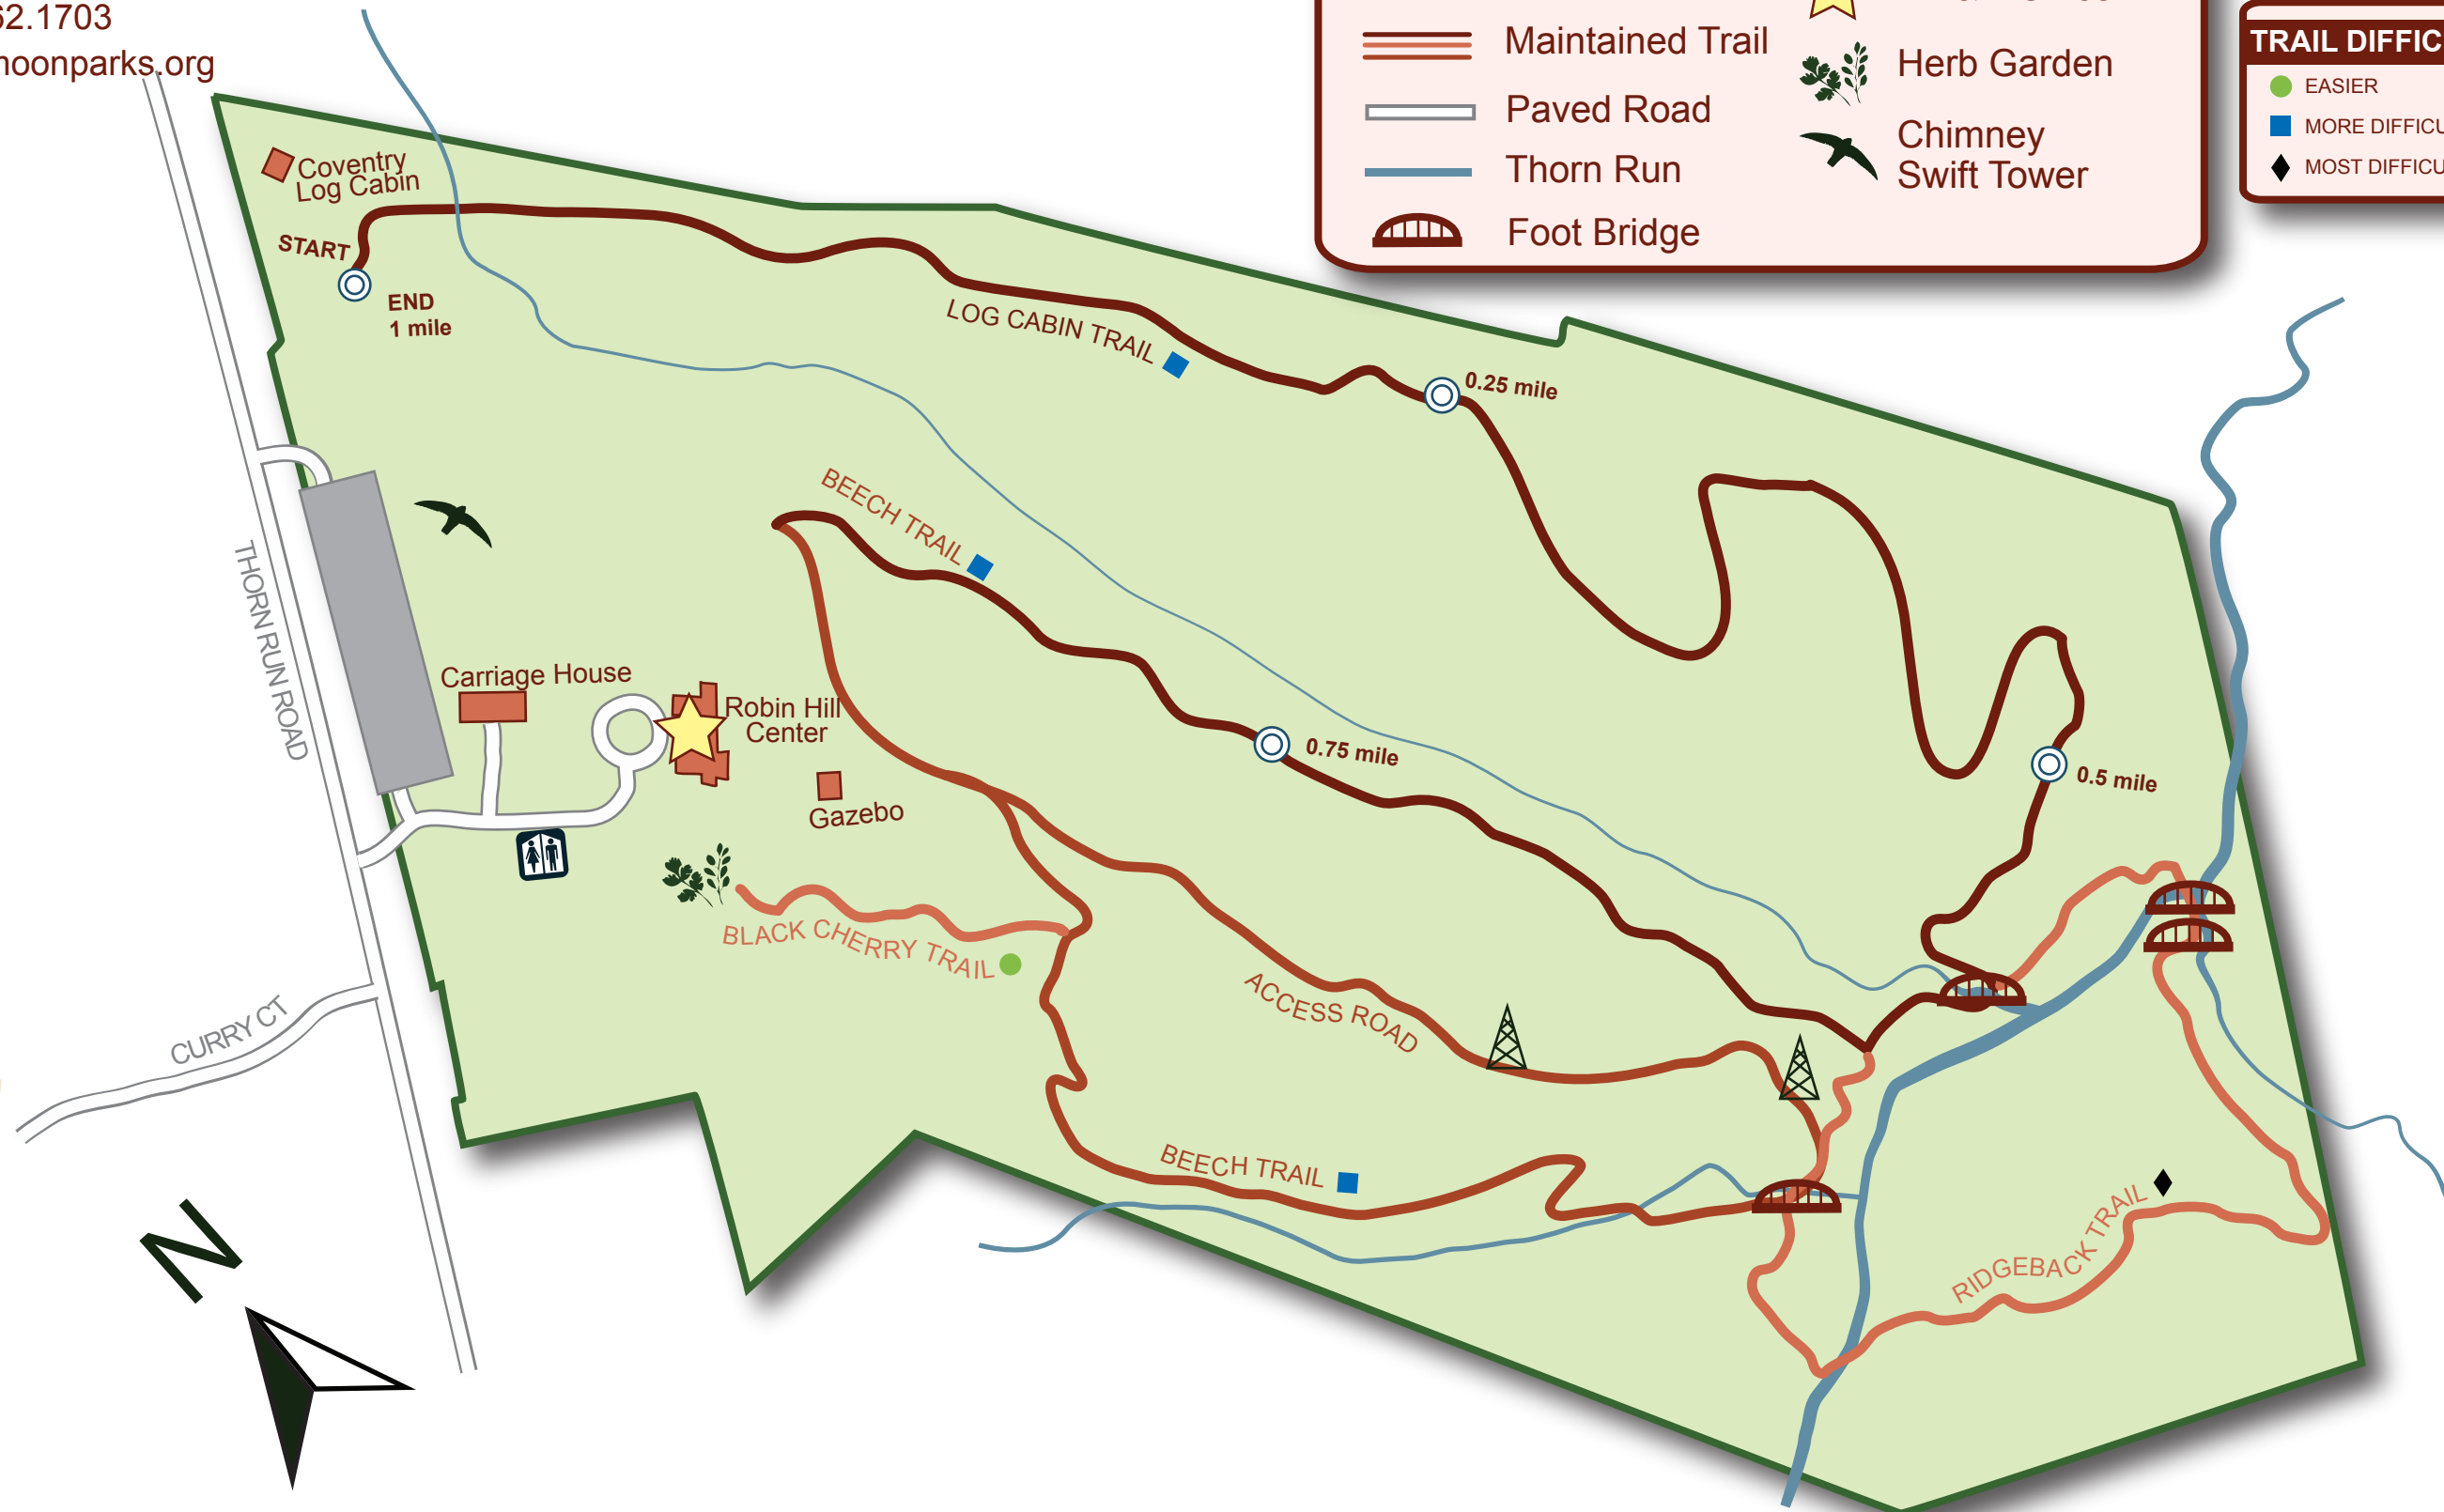 62.1703
moonparks.org
Maintained Trail
Paved Road
Thorn Run
Foot Bridge
Herb Garden
Chimney
Swift Tower
TRAIL DIFFIC
EASIER
MORE DIFFICU
MOST DIFFICU
Coventry
Log Cabin
START
END
1 mile
LOG CABIN TRAIL
0.25 mile
BEECH TRAIL
THORN RUN ROAD
Carriage House
Robin Hill
Center
0.75 mile
0.5 mile
Gazebo
BLACK CHERRY TRAIL
ACCESS ROAD
CURRY CT
BEECH TRAIL
RIDGEBACK TRAIL
N